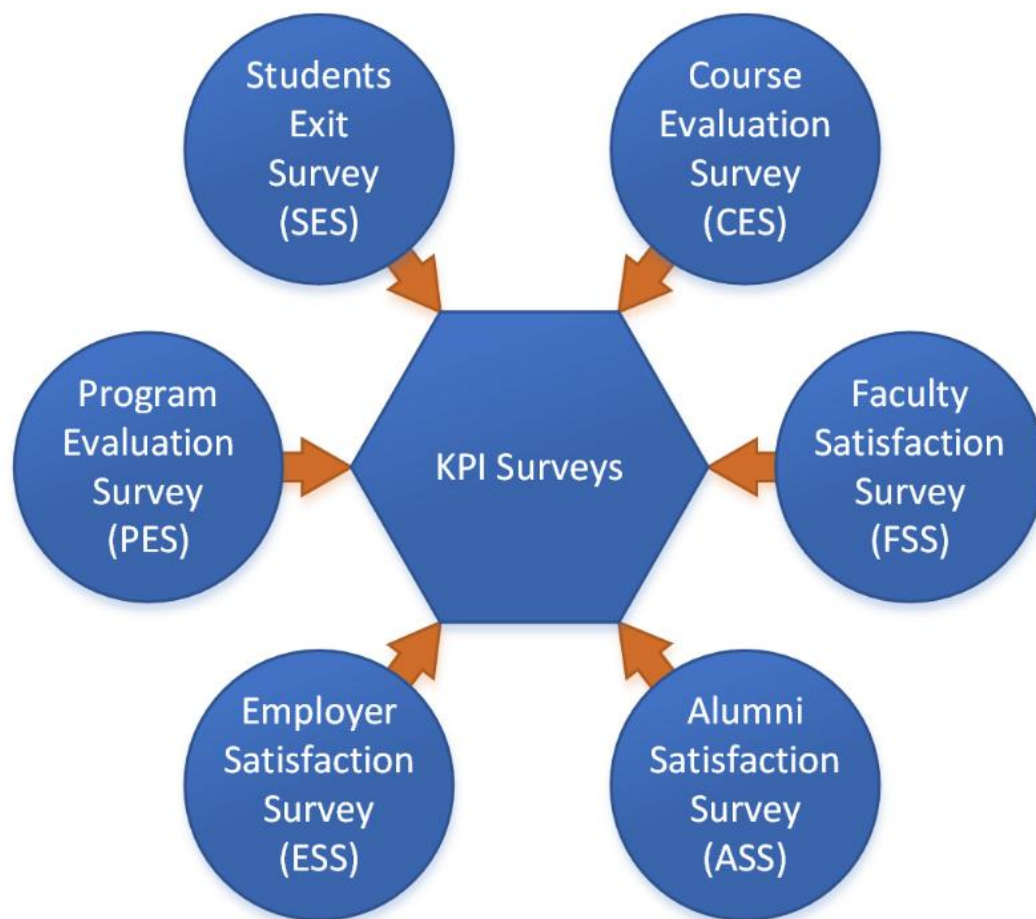 Students
Exit
Survey
(SES)
Course
Evaluation
Survey
(CES)
Program
Evaluation
Survey
(PES)
KPI Surveys
Faculty
Satisfaction
Survey
(FSS)
Employer
Satisfaction
Survey
(ESS)
Alumni
Satisfaction
Survey
(ASS)